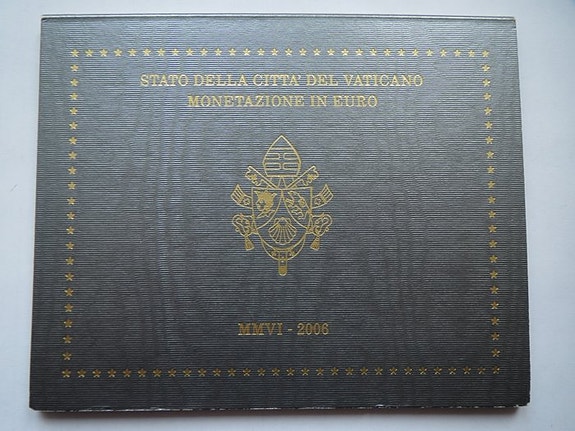 STATO DELLA CITTA' DEL VATICANO
MONETAZIONE IN EURO
MMVI - 2006